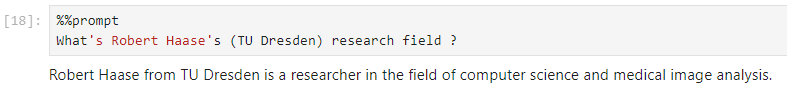 [18]: %%prompt
What's Robert Haase's (TU Dresden) research field ?
Robert Haase from TU Dresden is a researcher in the field of computer science and medical image analysis.